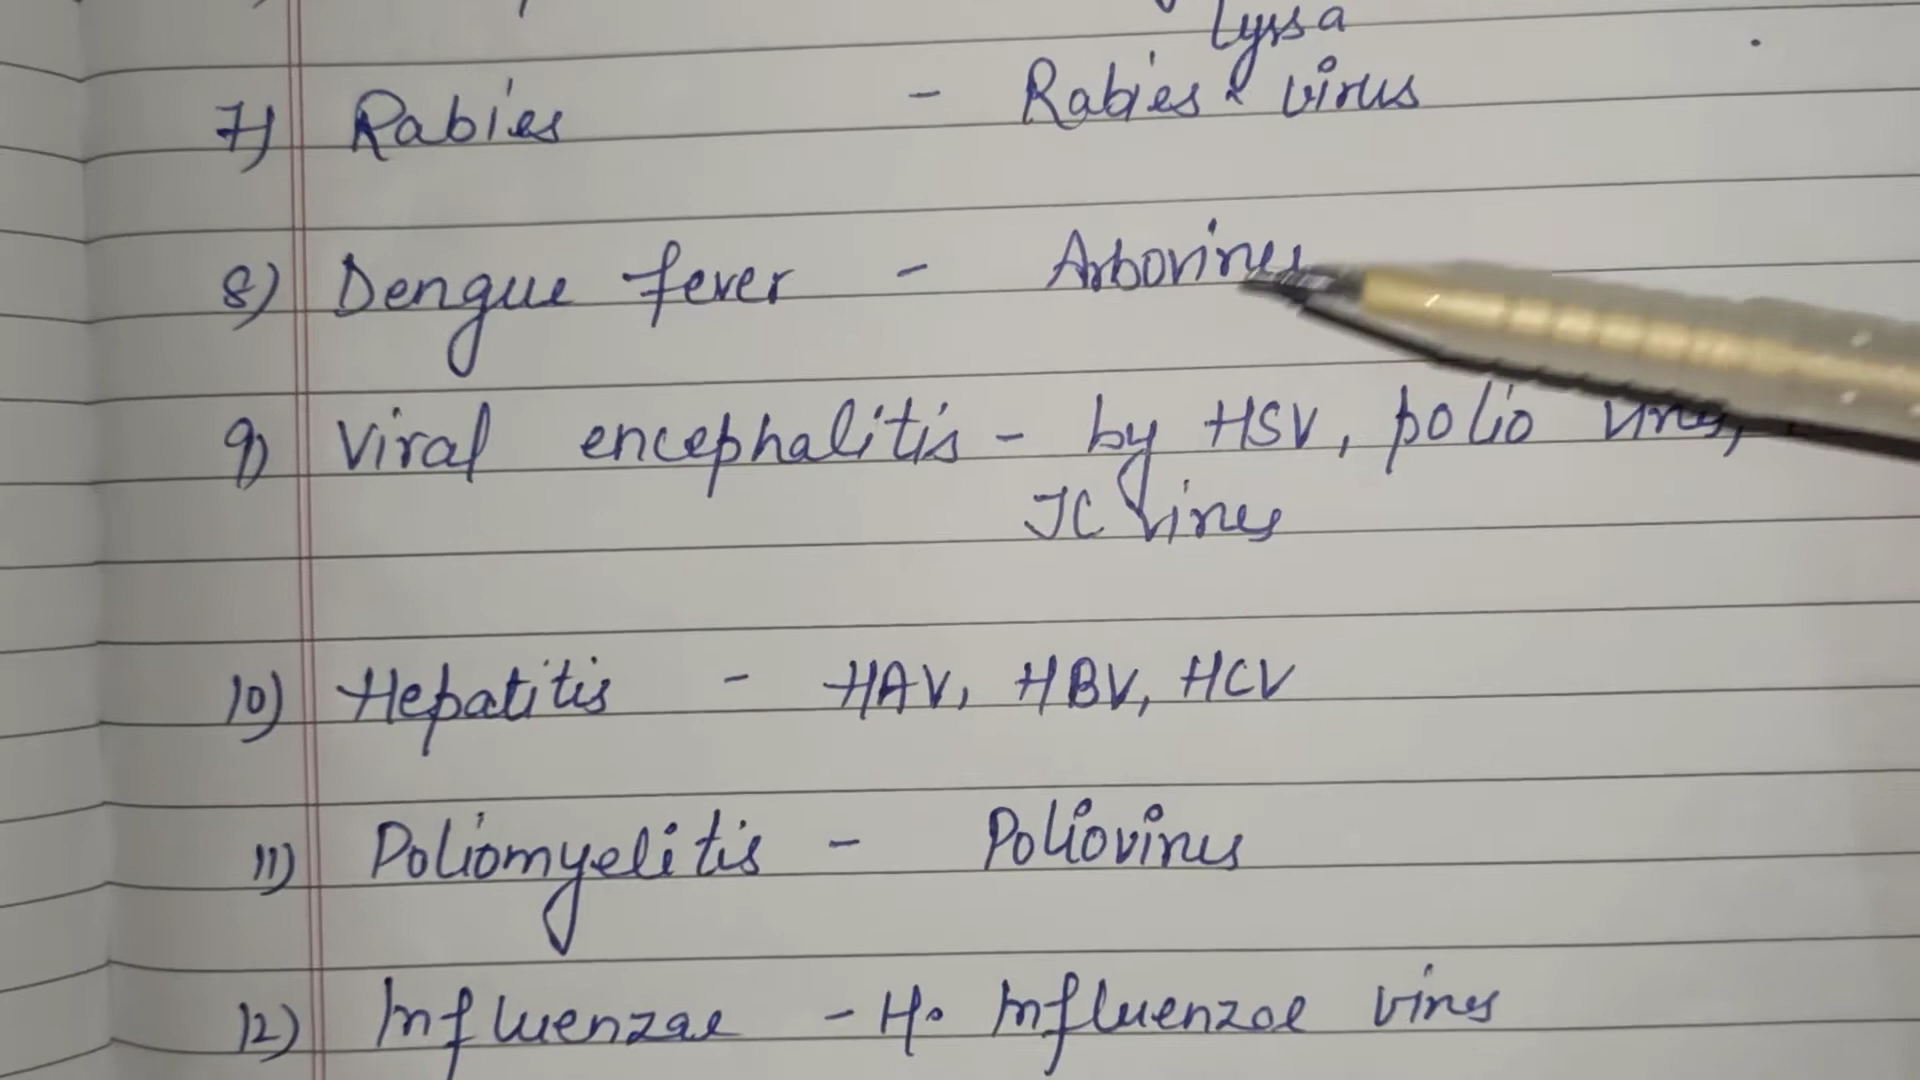 Lyssa
7) Rabies - Rabies & virus
8) Dengue fever - Arbovirus
9) Viral encephalitis - by HSV, polio virus,
JC Virus
10) Hepatitis - HAV, HBV, HCV
11) Poliomyelitis - Poliovirus
12) Influenzae - H. Influenzae virus